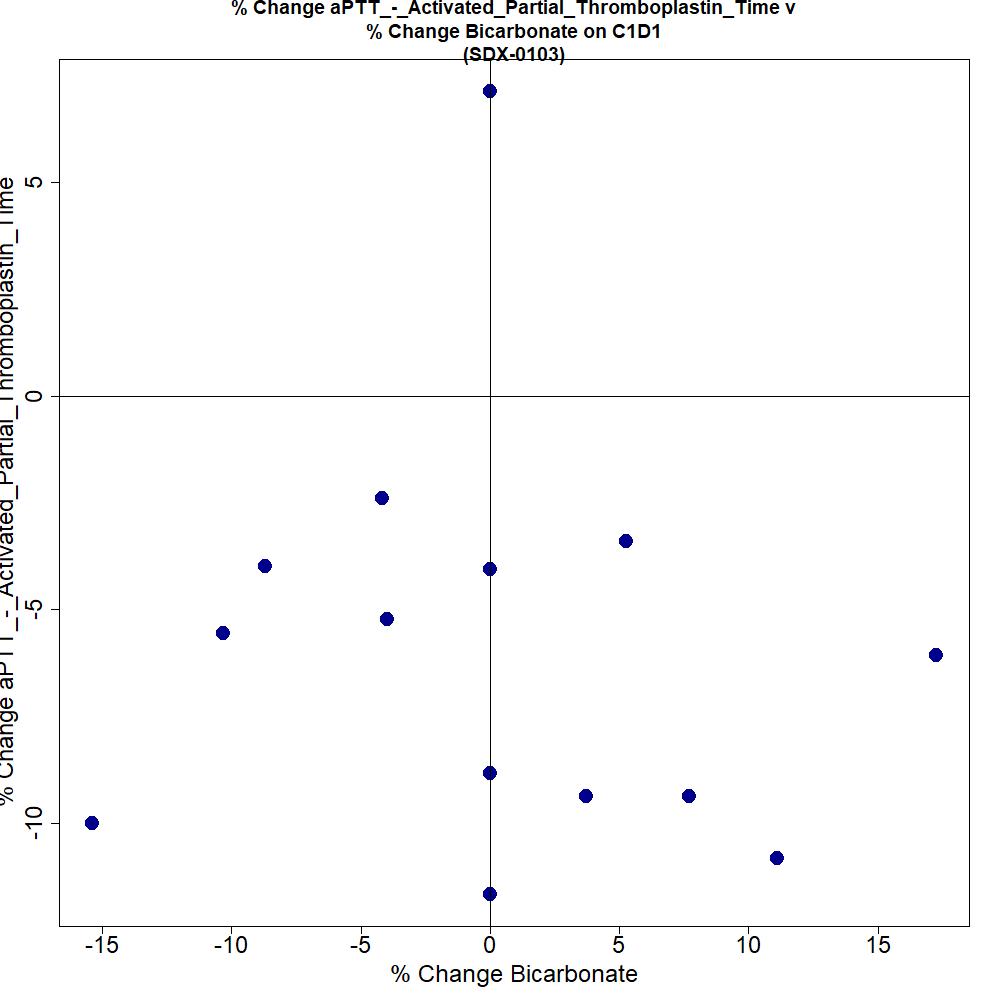 % Change aPTT_-_Activated_Partial_Thromboplastin_Time v
% Change Bicarbonate on C1D1
(SDX-0103)
% Change aPTT_-_Activated_Partial_Thromboplastin_Time
5
0
-5
-10
-15
-10
-5
0
5
10
15
% Change Bicarbonate